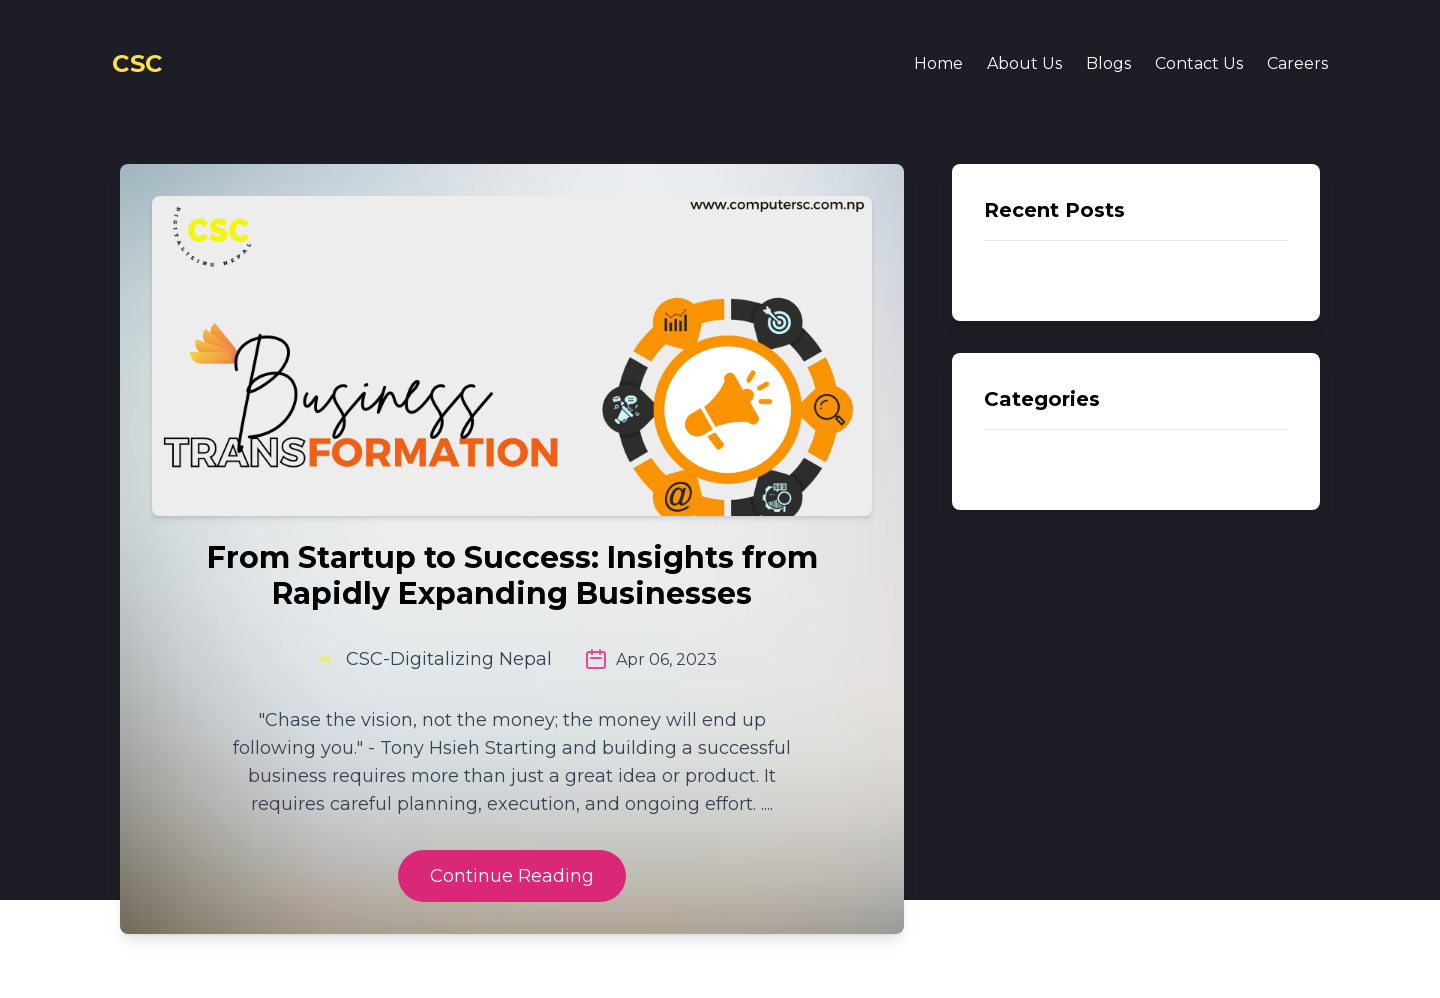 CSC
Home
About Us
Blogs
Contact Us
Careers
www.computersc.com.np
CSC
DIGITALIZING NEPAL
Business
TRANSFORMATION
@
From Startup to Success: Insights from
Rapidly Expanding Businesses
CSC-Digitalizing Nepal
Apr 06, 2023
"Chase the vision, not the money; the money will end up
following you." - Tony Hsieh Starting and building a successful
business requires more than just a great idea or product. It
requires careful planning, execution, and ongoing effort. ....
Continue Reading
Recent Posts
Categories